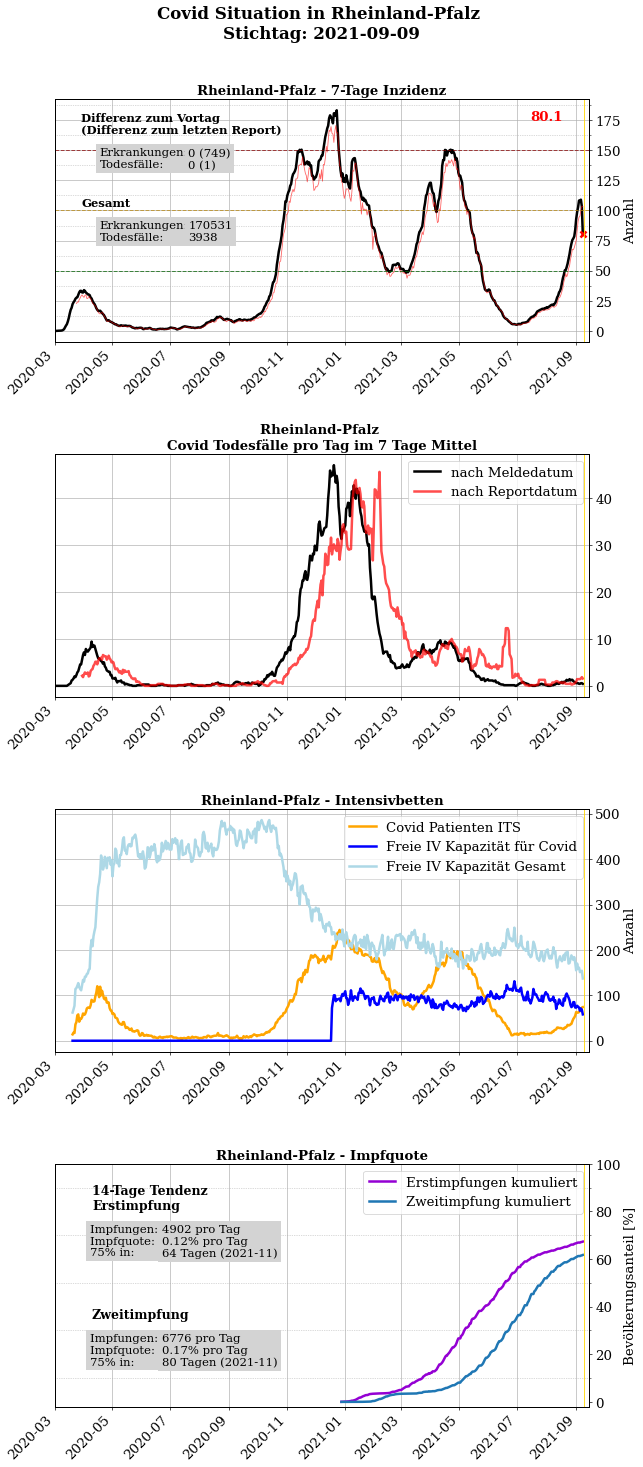 Covid Situation in Rheinland-Pfalz
Stichtag: 2021-09-09
Rheinland-Pfalz - 7-Tage Inzidenz
Differenz zum Vortag
(Differenz zum letzten Report)
Erkrankungen 0 (749)
Todesfälle: 0 (1)
Gesamt
Erkrankungen 170531
Todesfälle: 3938
80.1
175
150
125
100
75
50
25
0
Anzahl
2020-03
2020-05
2020-07
2020-09
2020-11
2021-01
2021-03
2021-05
2021-07
2021-09
Rheinland-Pfalz
Covid Todesfälle pro Tag im 7 Tage Mittel
nach Meldedatum
nach Reportdatum
40
30
20
10
0
2020-03
2020-05
2020-07
2020-09
2020-11
2021-01
2021-03
2021-05
2021-07
2021-09
Rheinland-Pfalz - Intensivbetten
Covid Patienten ITS
Freie IV Kapazität für Covid
Freie IV Kapazität Gesamt
500
400
300
200
100
0
Anzahl
2020-03
2020-05
2020-07
2020-09
2020-11
2021-01
2021-03
2021-05
2021-07
2021-09
Rheinland-Pfalz - Impfquote
14-Tage Tendenz
Erstimpfung
Impfungen: 4902 pro Tag
Impfquote: 0.12% pro Tag
75% in: 64 Tagen (2021-11)
Zweitimpfung
Impfungen: 6776 pro Tag
Impfquote: 0.17% pro Tag
75% in: 80 Tagen (2021-11)
Erstimpfungen kumuliert
Zweitimpfung kumuliert
100
80
60
40
20
0
Bevölkerungsanteil [%]
2020-03
2020-05
2020-07
2020-09
2020-11
2021-01
2021-03
2021-05
2021-07
2021-09